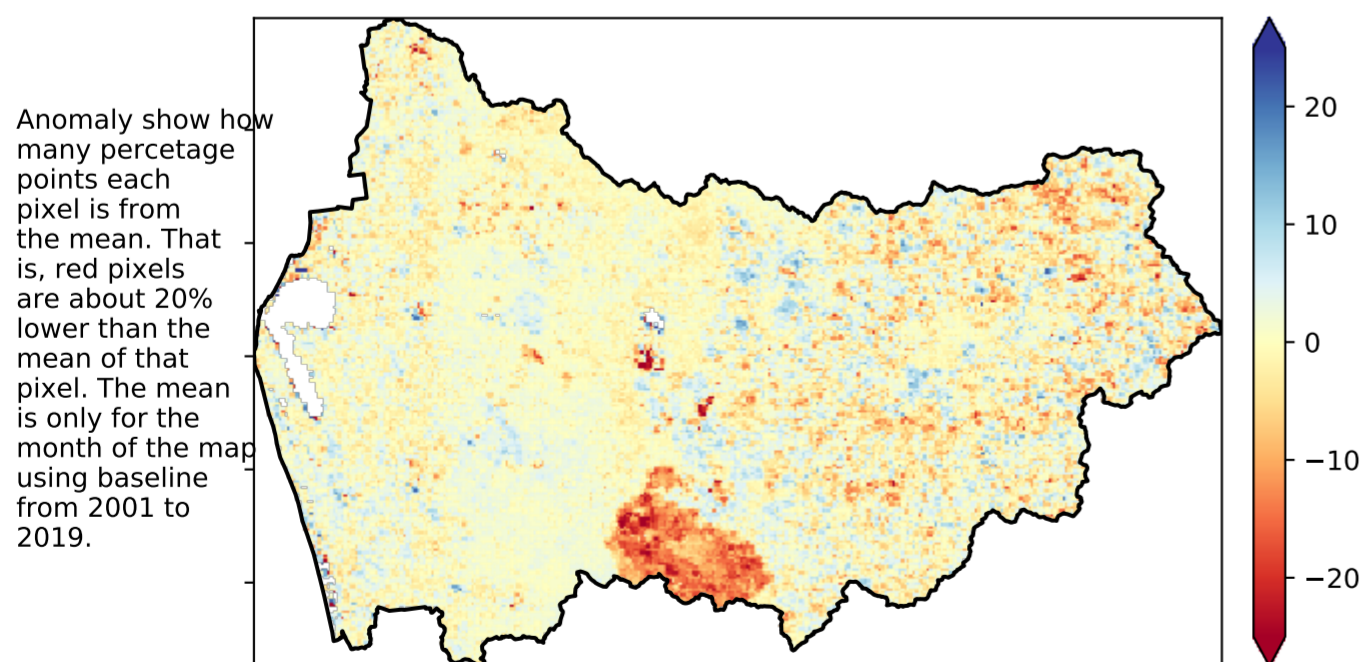 Anomaly show how
many percetage
points each
pixel is from
the mean. That
is, red pixels
are about 20%
lower than the
mean of that
pixel. The mean
is only for the
month of the map
using baseline
from 2001 to
2019.
20
10
0
−10
−20